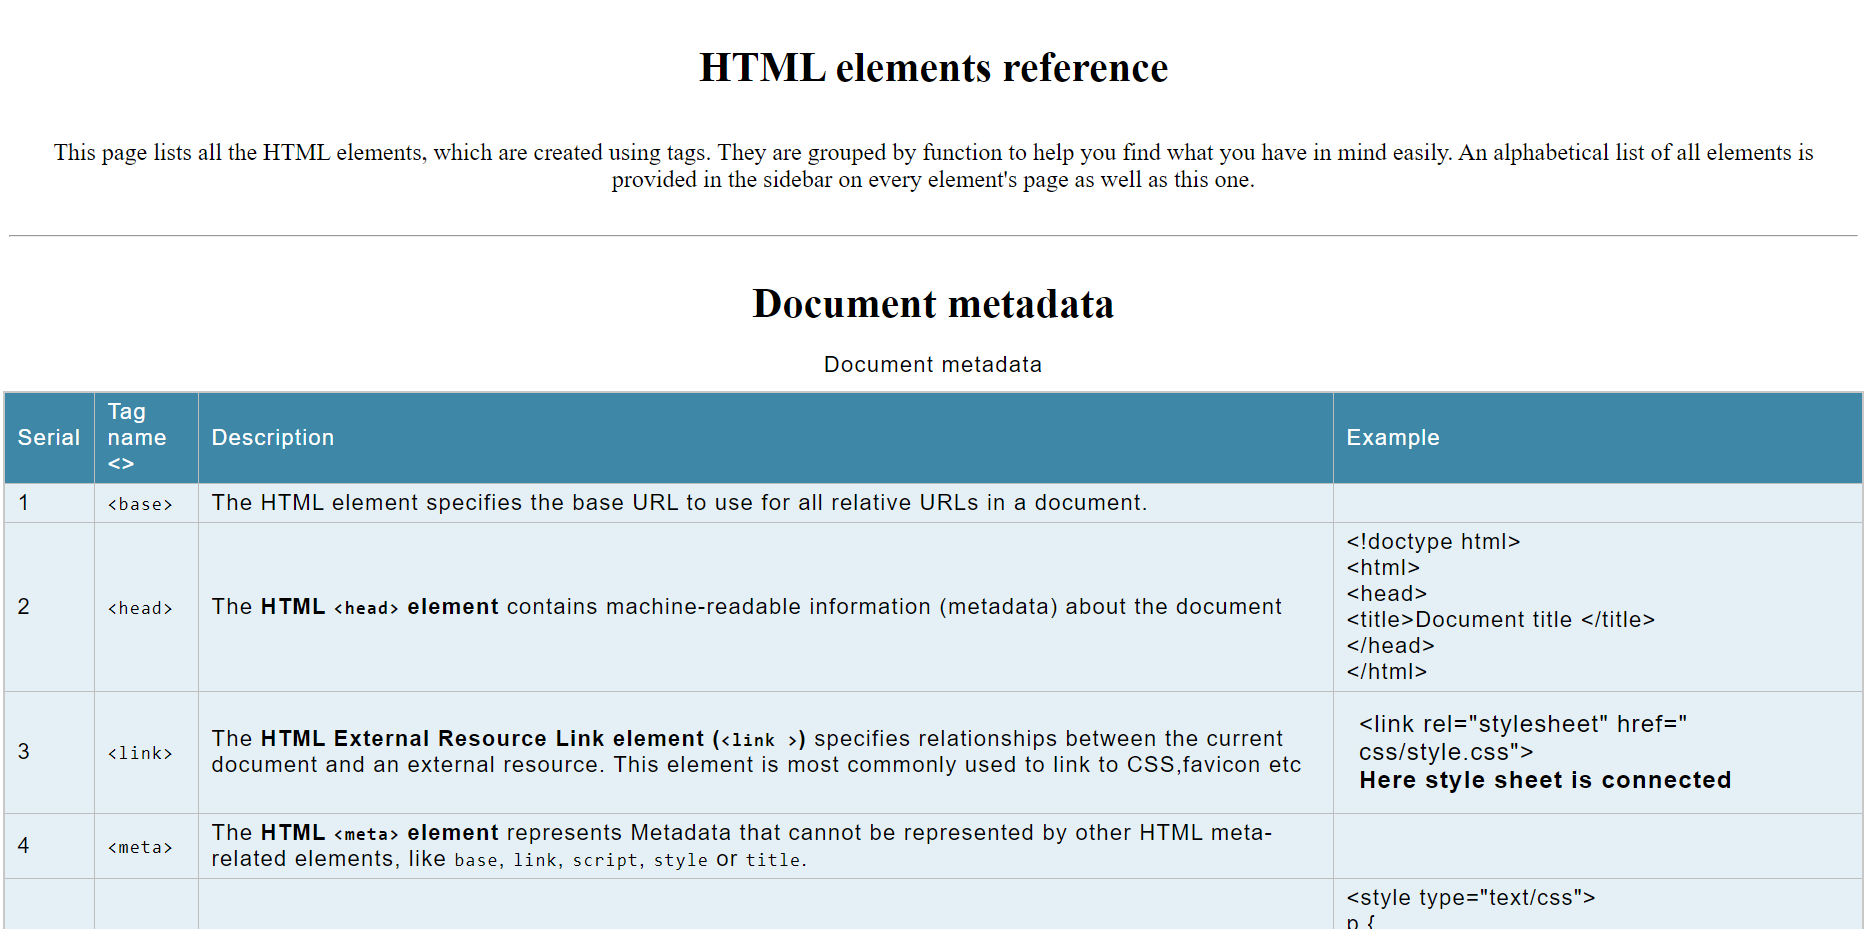 HTML elements reference
This page lists all the HTML elements, which are created using tags. They are grouped by function to help you find what you have in mind easily. An alphabetical list of all elements is
provided in the sidebar on every element's page as well as this one.
Document metadata
Document metadata
Serial
Tag
name
<>
Description
Example
1
<base>
The HTML element specifies the base URL to use for all relative URLs in a document.
2
<head>
The HTML <head> element contains machine-readable information (metadata) about the document
<!doctype html>
<html>
<head>
<title>Document title </title>
</head>
</html>
3
<link>
The HTML External Resource Link element (<link >) specifies relationships between the current
document and an external resource. This element is most commonly used to link to CSS,favicon etc
<link rel="stylesheet" href="
css/style.css">
Here style sheet is connected
4
<meta>
The HTML <meta> element represents Metadata that cannot be represented by other HTML meta-
related elements, like base, link, script, style or title.
<style type="text/css">
p {